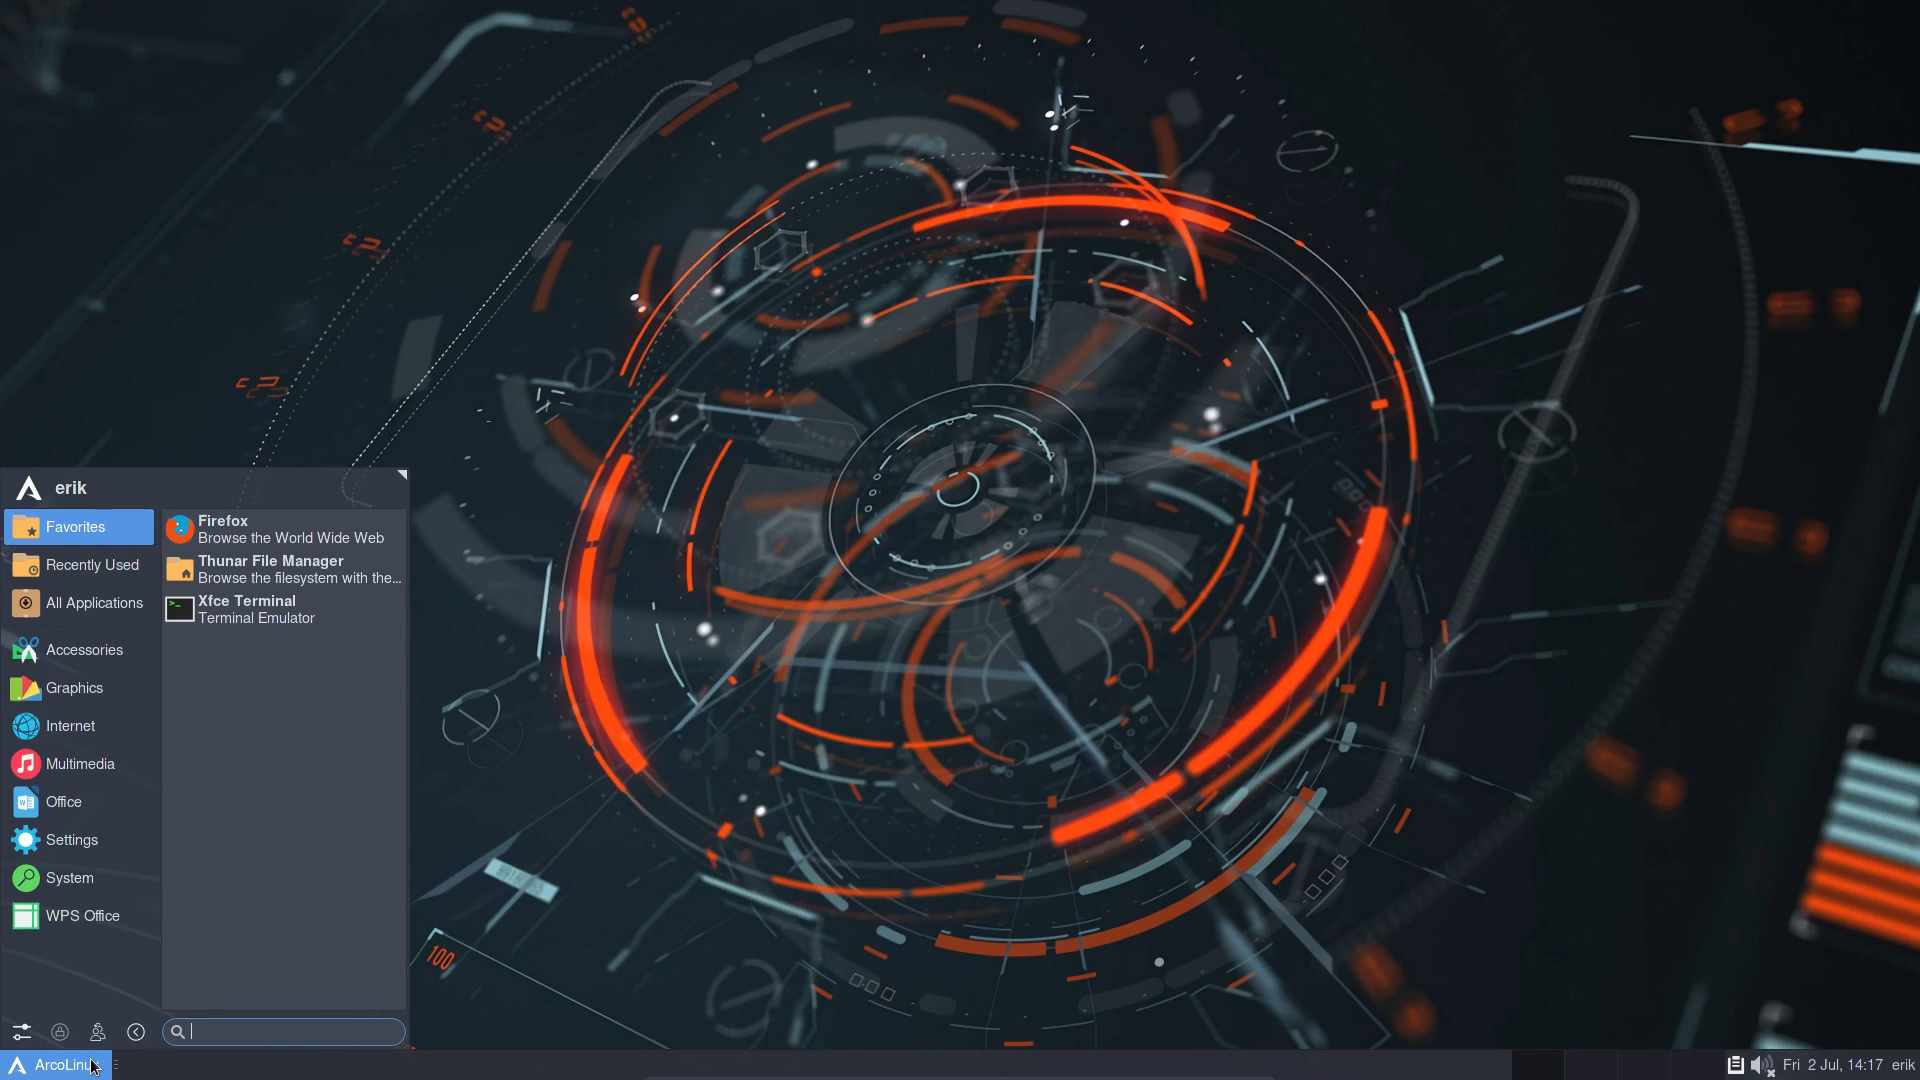 erik
Favorites
Recently Used
All Applications
Accessories
Graphics
Internet
Multimedia
Office
Settings
System
WPS Office
Firefox
Browse the World Wide Web
Thunar File Manager
Browse the filesystem with the...
Xfce Terminal
Terminal Emulator
100
Fri 2 Jul, 14:17 erik